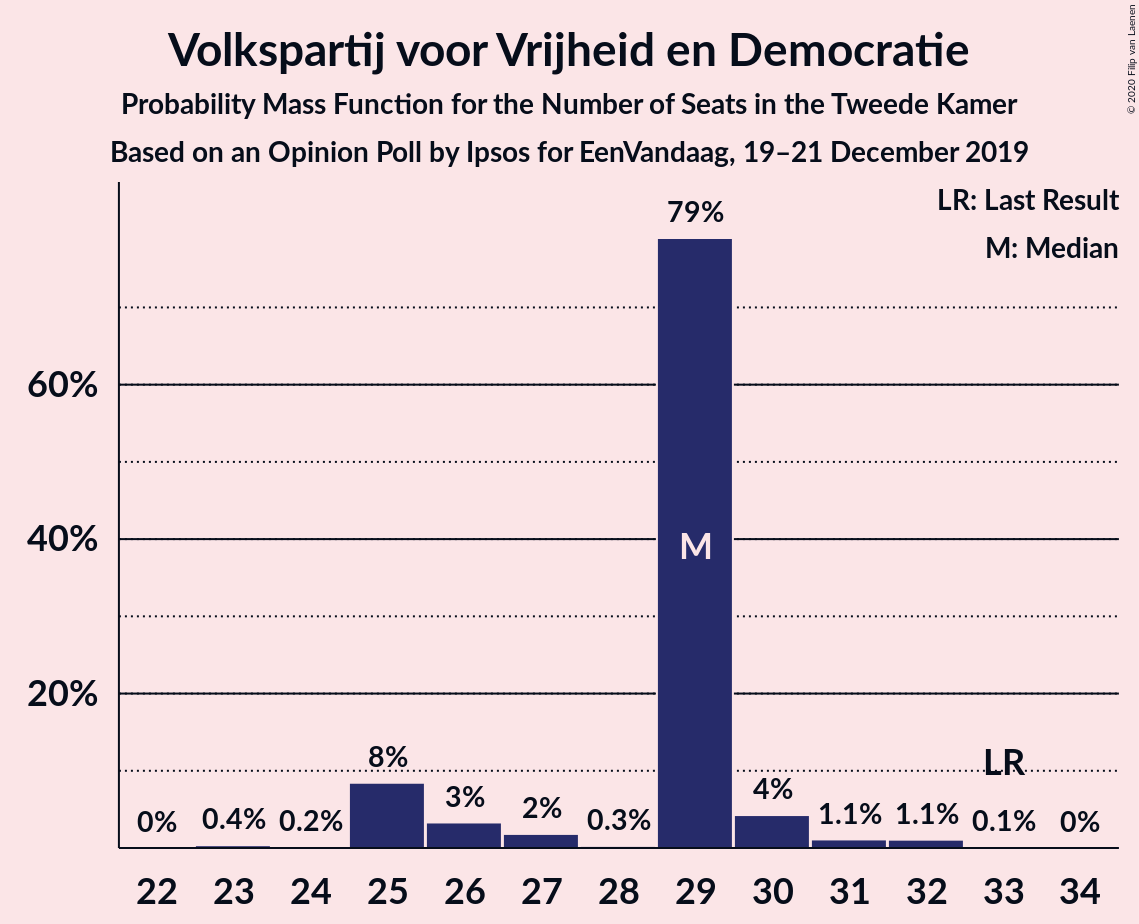 Volkspartij voor Vrijheid en Democratie
Probability Mass Function for the Number of Seats in the Tweede Kamer
Based on an Opinion Poll by Ipsos for EenVandaag, 19–21 December 2019
© 2020 Filip van Laenen
LR: Last Result
M: Median
60%
40%
20%
0%
0.4%
0.2%
8%
3%
2%
0.3%
79%
M
4%
1.1%
1.1%
LR
0.1%
0%
22 23 24 25 26 27 28 29 30 31 32 33 34